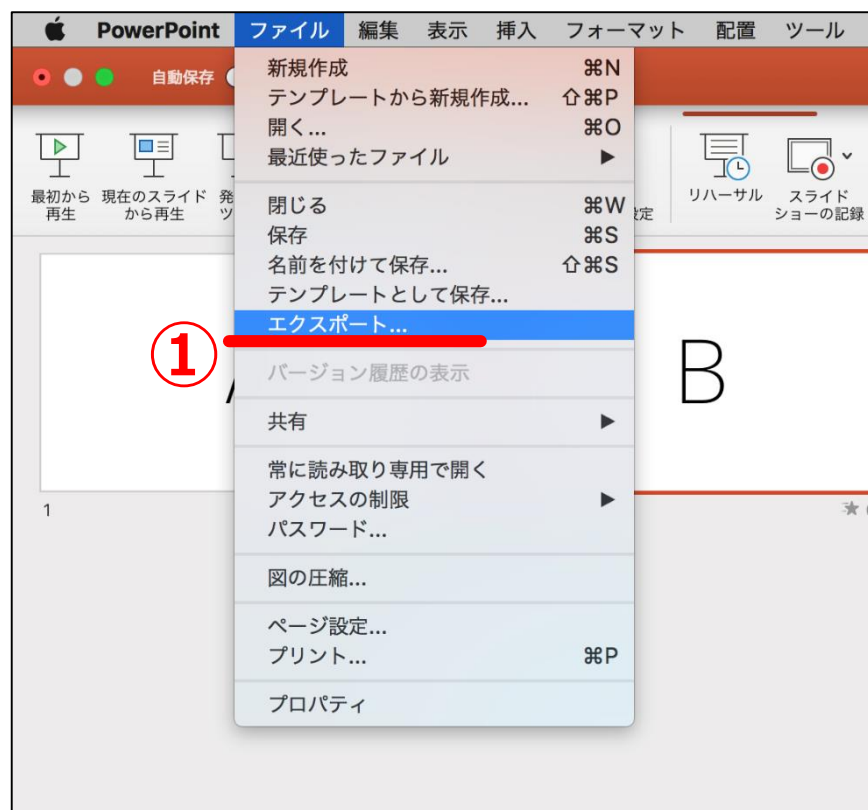 PowerPoint ファイル 編集 表示 挿入 フォーマット 配置 ツール
自動保存
新規作成 ⌘N
テンプレートから新規作成... ⇧⌘P
開く... ⌘O
最近使ったファイル ▶
最初から
再生
現在のスライド
から再生
リハーサル
スライド
ショーの記録
閉じる ⌘W
保存 ⌘S
名前を付けて保存... ⇧⌘S
テンプレートとして保存...
エクスポート...
①
バージョン履歴の表示
B
共有 ▶
常に読み取り専用で開く
アクセスの制限 ▶
パスワード...
1
図の圧縮...
ページ設定...
プリント... ⌘P
プロパティ